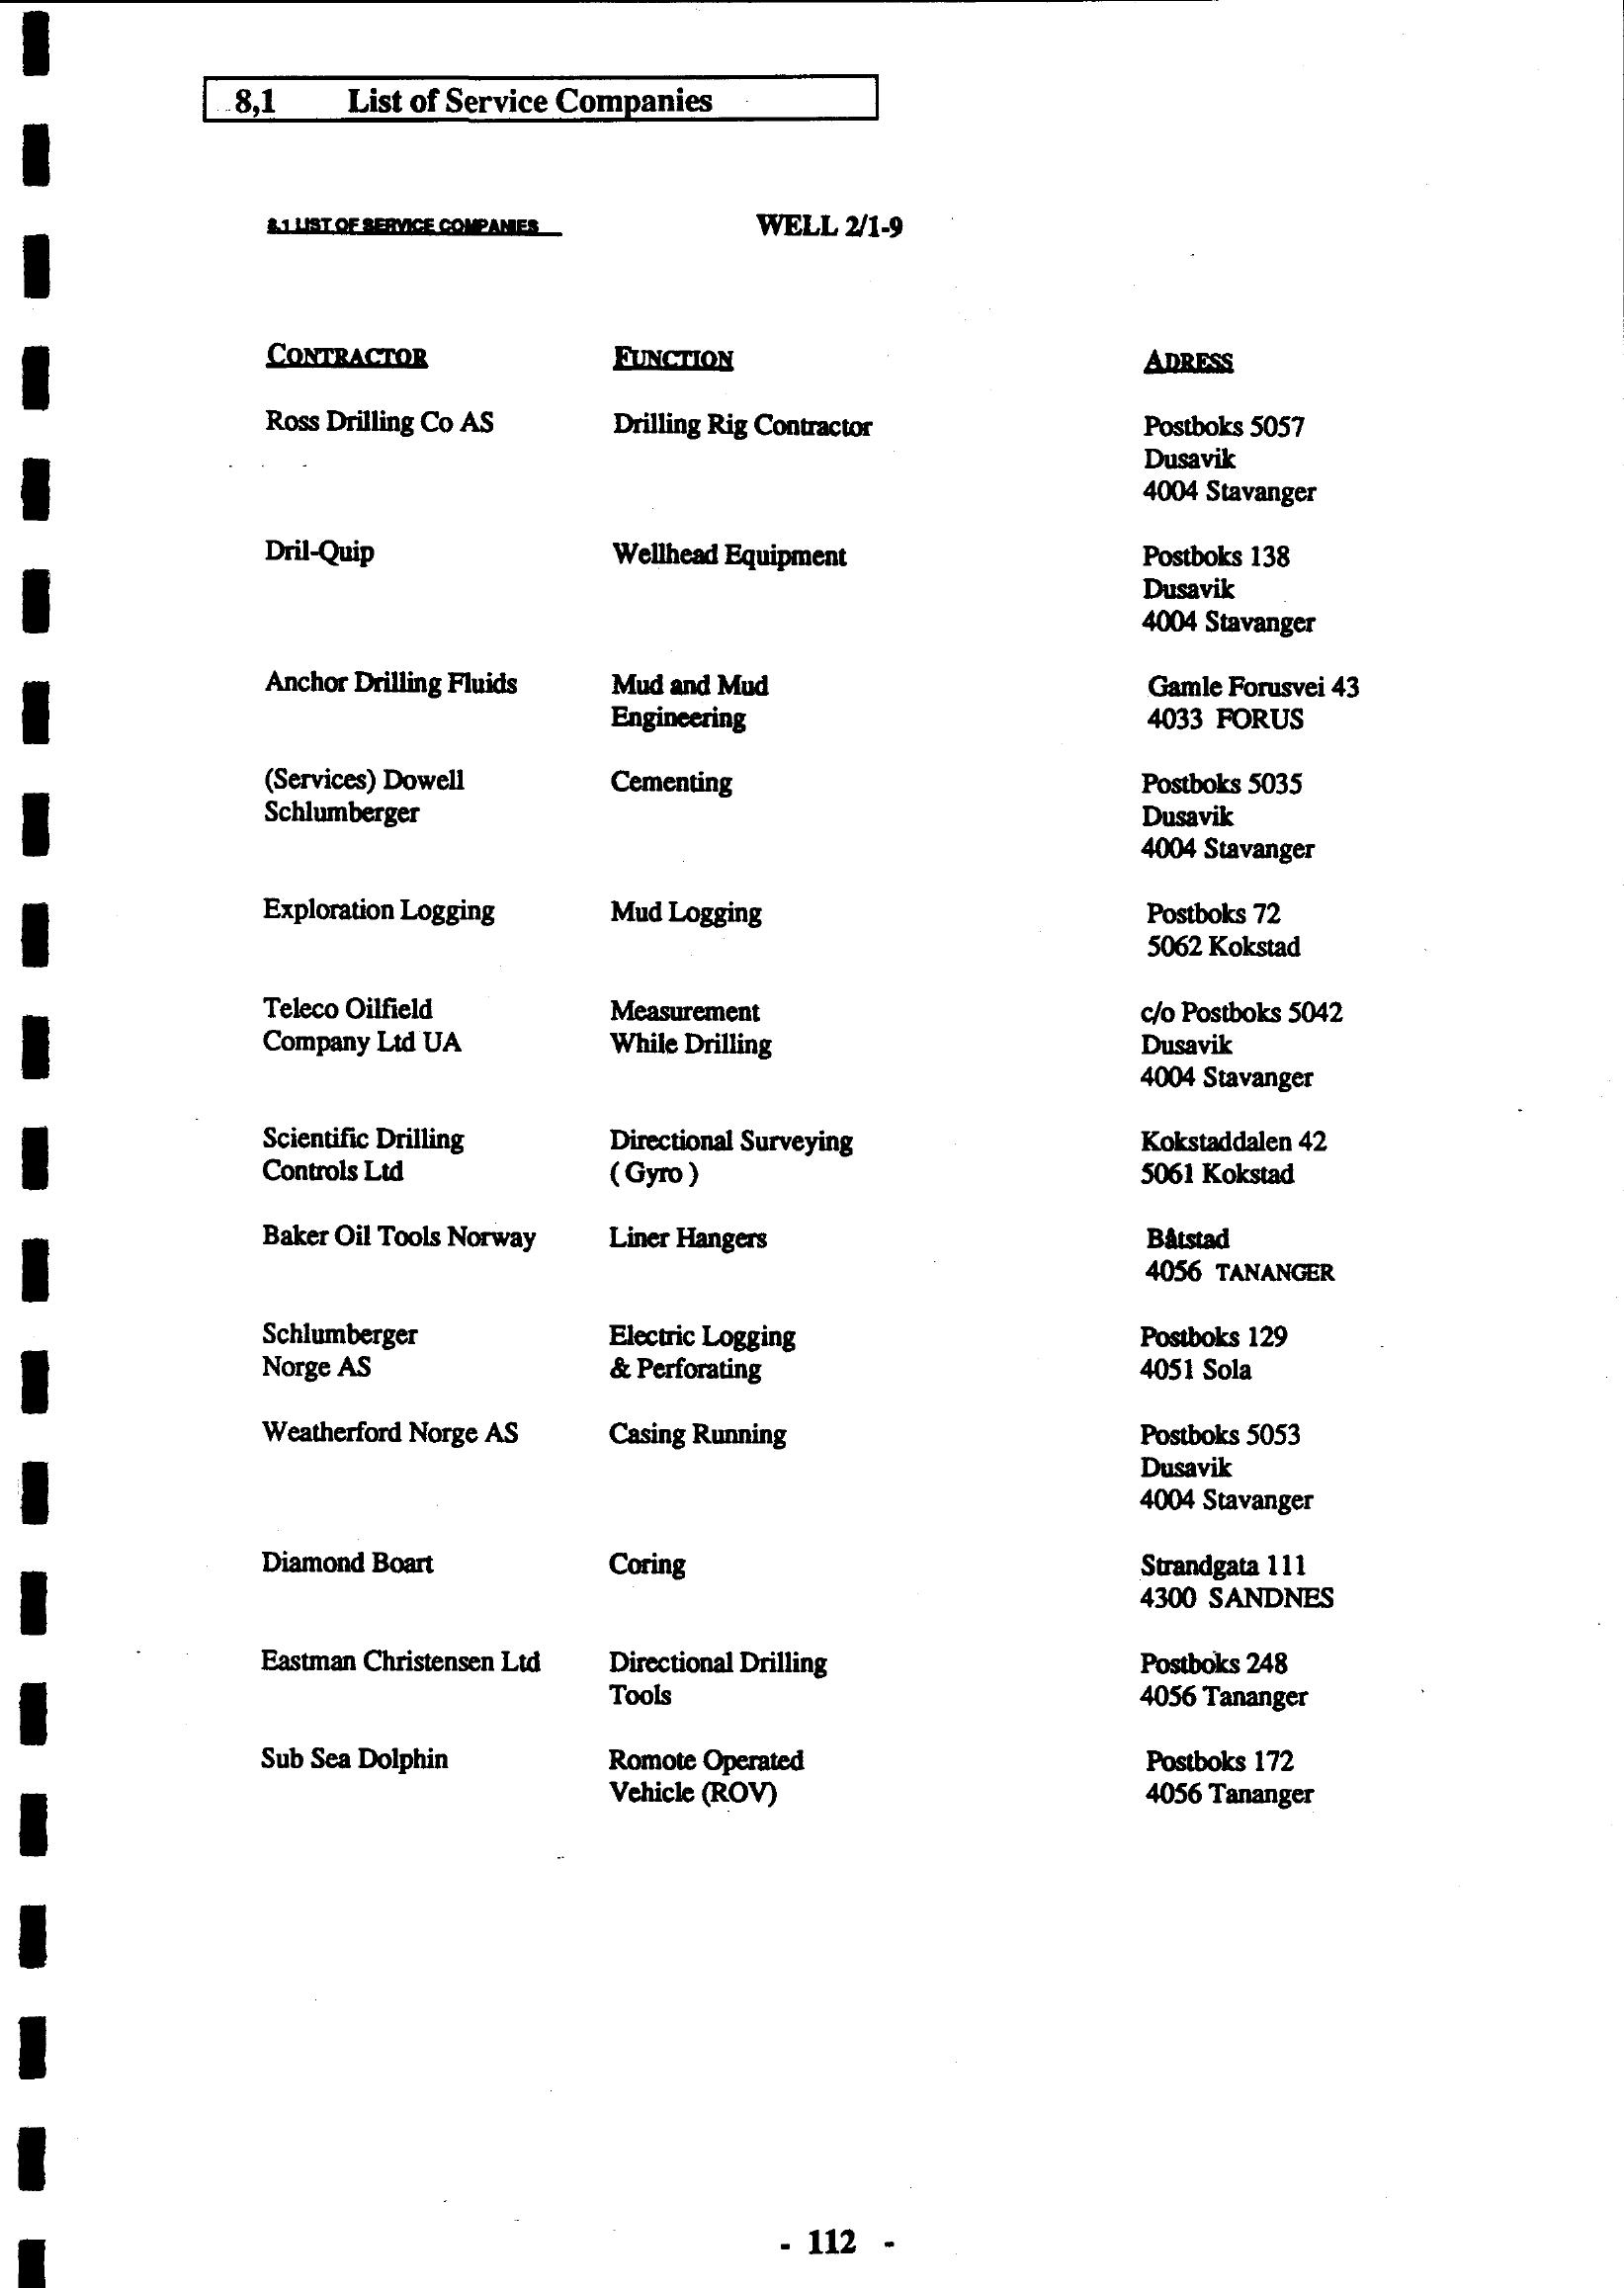 8,1 List of Service Companies
8.1 LIST OF SERVICE COMPANIES WELL 2/1-9
CONTRACTOR FUNCTION ADRESS
Ross Drilling Co AS Drilling Rig Contractor Postboks 5057
Dusavik
4004 Stavanger
Dril-Quip Wellhead Equipment Postboks 138
Dusavik
4004 Stavanger
Anchor Drilling Fluids Mud and Mud Gamle Forusvei 43
Engineering 4033 FORUS
(Services) Dowell Cementing Postboks 5035
Schlumberger Dusavik
4004 Stavanger
Exploration Logging Mud Logging Postboks 72
5062 Kokstad
Teleco Oilfield Measurement c/o Postboks 5042
Company Ltd UA While Drilling Dusavik
4004 Stavanger
Scientific Drilling Directional Surveying Kokstaddalen 42
Controls Ltd ( Gyro ) 5061 Kokstad
Baker Oil Tools Norway Liner Hangers Båtstad
4056 TANANGER
Schlumberger Electric Logging Postboks 129
Norge AS & Perforating 4051 Sola
Weatherford Norge AS Casing Running Postboks 5053
Dusavik
4004 Stavanger
Diamond Boart Coring Strandgata 111
4300 SANDNES
Eastman Christensen Ltd Directional Drilling Postboks 248
Tools 4056 Tananger
Sub Sea Dolphin Romote Operated Postboks 172
Vehicle (ROV) 4056 Tananger
- 112 -